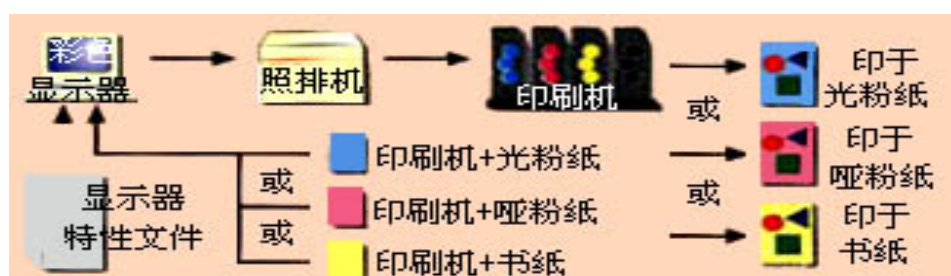 彩色
显示器
照排机
印刷机
或
印于
光粉纸
印刷机+光粉纸
或
印于
哑粉纸
显示器
特性文件
印刷机+哑粉纸
或
或
印刷机+书纸
印于
书纸